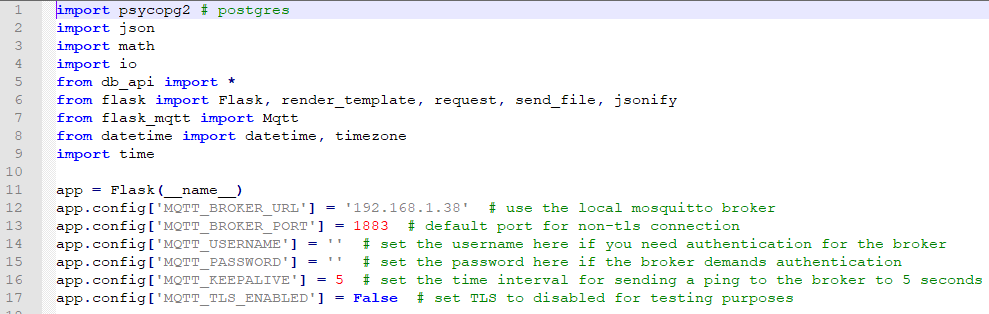 1 import psycopg2 # postgres
2 import json
3 import math
4 import io
5 from db_api import *
6 from flask import Flask, render_template, request, send_file, jsonify
7 from flask_mqtt import Mqtt
8 from datetime import datetime, timezone
9 import time
10
11 app = Flask(__name__)
12 app.config['MQTT_BROKER_URL'] = '192.168.1.38'  # use the local mosquitto broker
13 app.config['MQTT_BROKER_PORT'] = 1883  # default port for non-tls connection
14 app.config['MQTT_USERNAME'] = ''  # set the username here if you need authentication for the broker
15 app.config['MQTT_PASSWORD'] = ''  # set the password here if the broker demands authentication
16 app.config['MQTT_KEEPALIVE'] = 5  # set the time interval for sending a ping to the broker to 5 seconds
17 app.config['MQTT_TLS_ENABLED'] = False  # set TLS to disabled for testing purposes